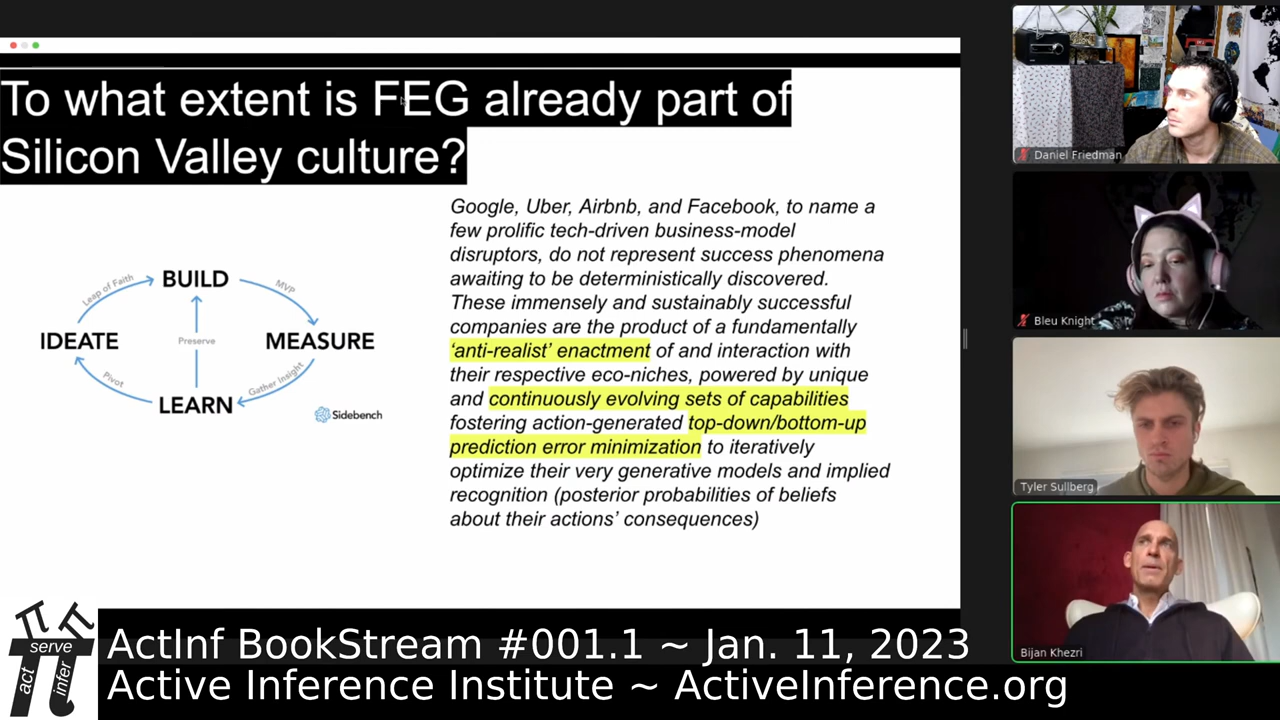 To what extent is FEG already part of
Silicon Valley culture?
Google, Uber, Airbnb, and Facebook, to name a
few prolific tech-driven business-model
disruptors, do not represent success phenomena
awaiting to be deterministically discovered.
These immensely and sustainably successful
companies are the product of a fundamentally
‘anti-realist’ enactment of and interaction with
their respective eco-niches, powered by unique
and continuously evolving sets of capabilities
fostering action-generated top-down/bottom-up
prediction error minimization to iteratively
optimize their very generative models and implied
recognition (posterior probabilities of beliefs
about their actions’ consequences)
Leap of Faith
BUILD
MVP
IDEATE
Preserve
MEASURE
Pivot
LEARN
Gather Insight
Sidebench
Daniel Friedman
Bleu Knight
Tyler Sullberg
Bijan Khezri
act
serve
infer
ActInf BookStream #001.1 ~ Jan. 11, 2023
Active Inference Institute ~ ActiveInference.org